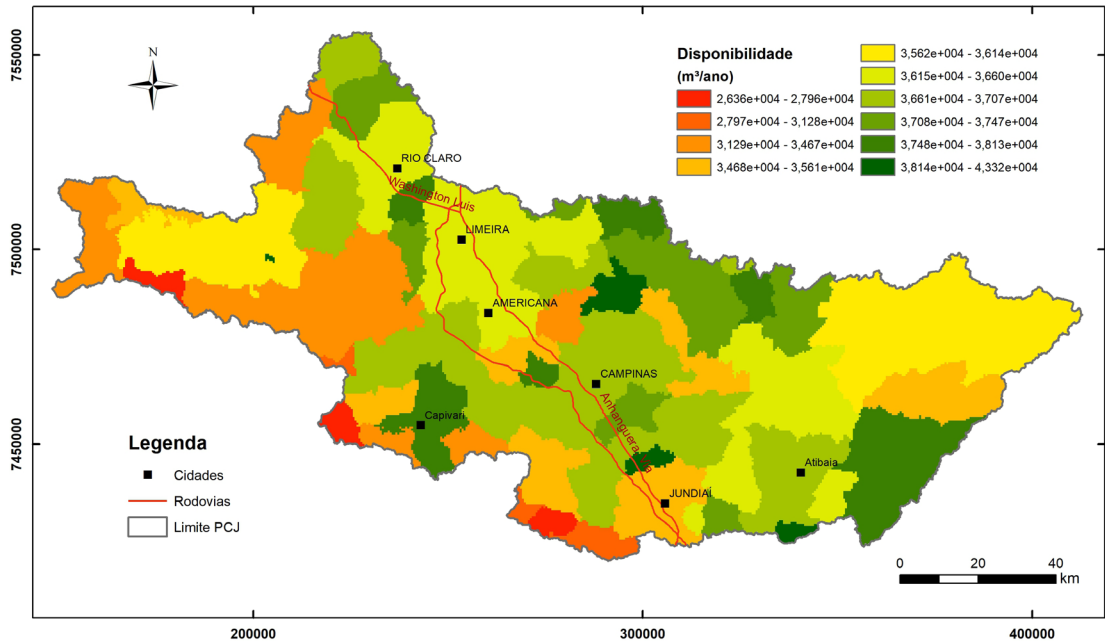 7550000
7500000
7450000
N
Disponibilidade
(m³/ano)
2,636e+004 - 2,796e+004
2,797e+004 - 3,128e+004
3,129e+004 - 3,467e+004
3,468e+004 - 3,561e+004
3,562e+004 - 3,614e+004
3,615e+004 - 3,660e+004
3,661e+004 - 3,707e+004
3,708e+004 - 3,747e+004
3,748e+004 - 3,813e+004
3,814e+004 - 4,332e+004
RIO CLARO
Washington Luis
LIMEIRA
AMERICANA
CAMPINAS
Capivari
Anhanguera, Via
Atibaia
JUNDIAÍ
Legenda
Cidades
Rodovias
Limite PCJ
0 20 40
km
200000 300000 400000